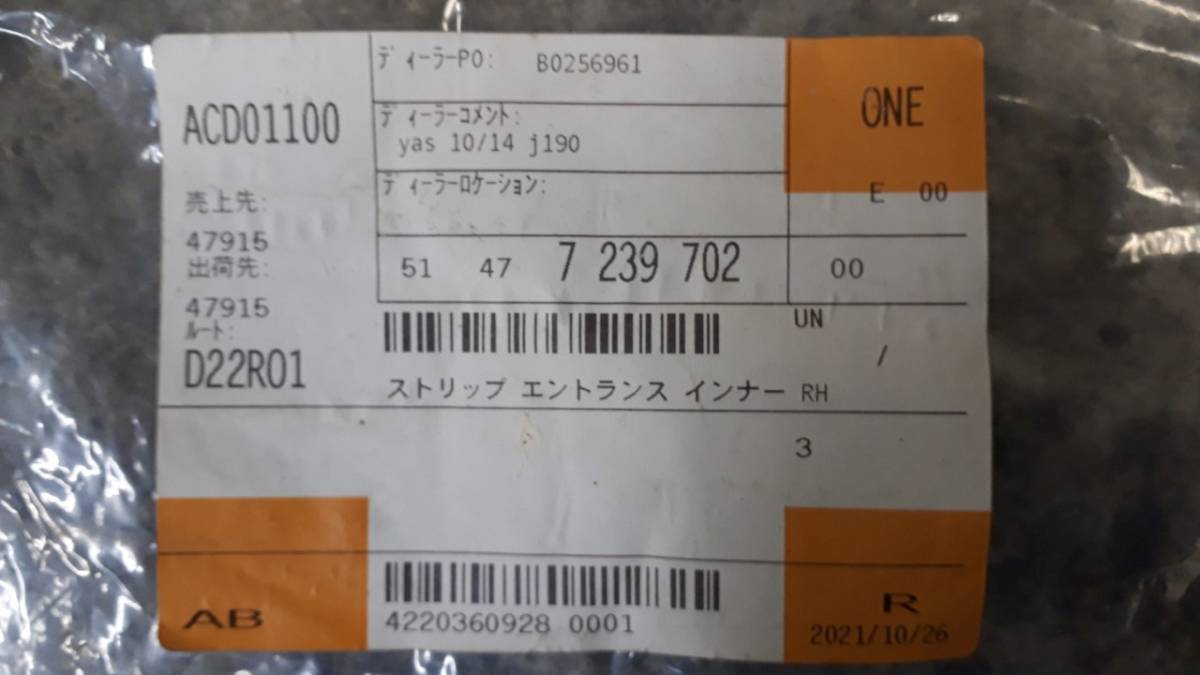 ACD01100
売上先:
47915
出荷先:
47915
ルート:
D22R01
ディーラーPO: B0256961
ディーラーコメント:
yas 10/14 j190
ディーラーロケーション:
ONE
E 00
51 47 7 239 702 00
UN
/
ストリップ エントランス インナー RH
3
AB
4220360928 0001
R
2021/10/26